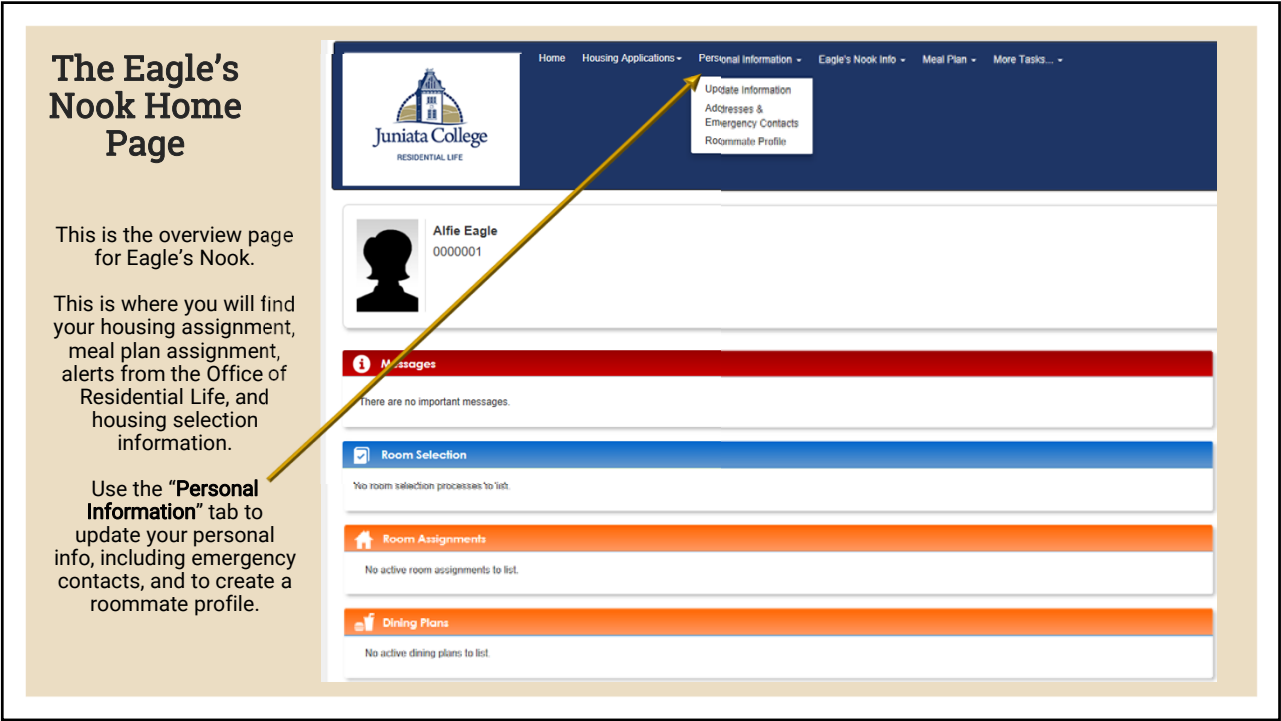 The Eagle’s
Nook Home
Page
This is the overview page
for Eagle’s Nook.
This is where you will find
your housing assignment,
meal plan assignment,
alerts from the Office of
Residential Life, and
housing selection
information.
Use the “Personal
Information” tab to
update your personal
info, including emergency
contacts, and to create a
roommate profile.
Home Housing Applications Personal Information Eagle's Nook Info Meal Plan More Tasks...
Update Information
Addresses &
Emergency Contacts
Roommate Profile
Juniata College
RESIDENTIAL LIFE
Alfie Eagle
0000001
Messages
There are no important messages.
Room Selection
No room selection processes to list.
Room Assignments
No active room assignments to list.
Dining Plans
No active dining plans to list.